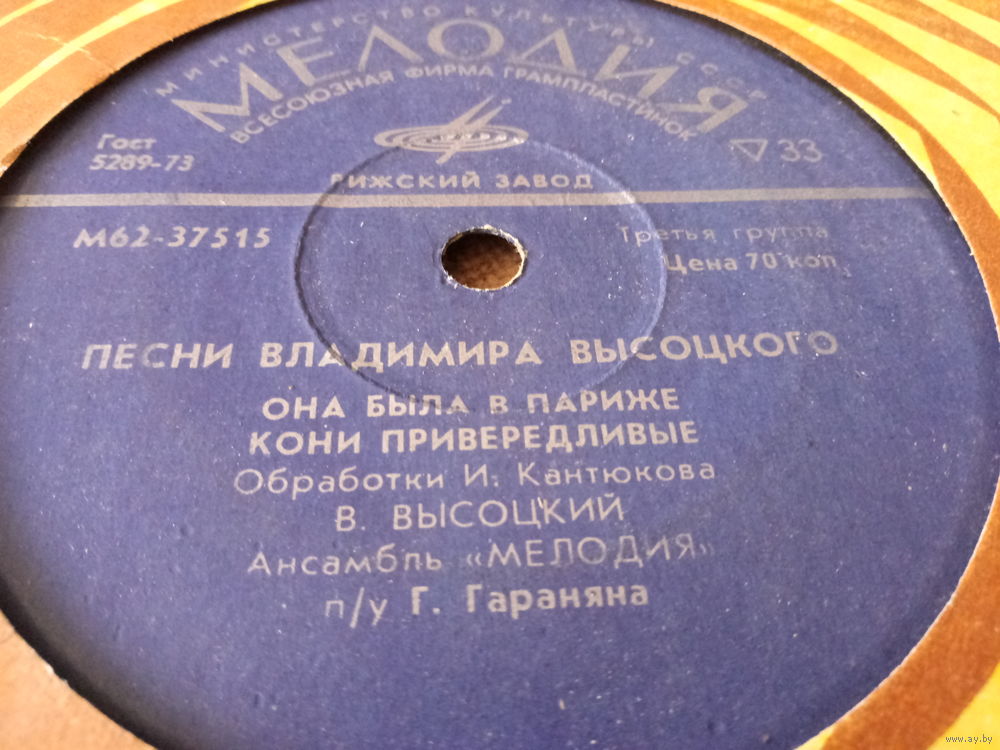 МИНИСТЕРСТВО КУЛЬТУРЫ СССР
МЕЛОДИЯ
ВСЕСОЮЗНАЯ ФИРМА ГРАМПЛАСТИНОК
Гост
5289-73
33
РИЖСКИЙ ЗАВОД
М62-37515
Третья группа
Цена 70 коп.
ПЕСНИ ВЛАДИМИРА ВЫСОЦКОГО
ОНА БЫЛА В ПАРИЖЕ
КОНИ ПРИВЕРЕДЛИВЫЕ
Обработки И. Кантюкова
В. ВЫСОЦКИЙ
Ансамбль «МЕЛОДИЯ»
п/у Г. Гараняна
www.ay.by